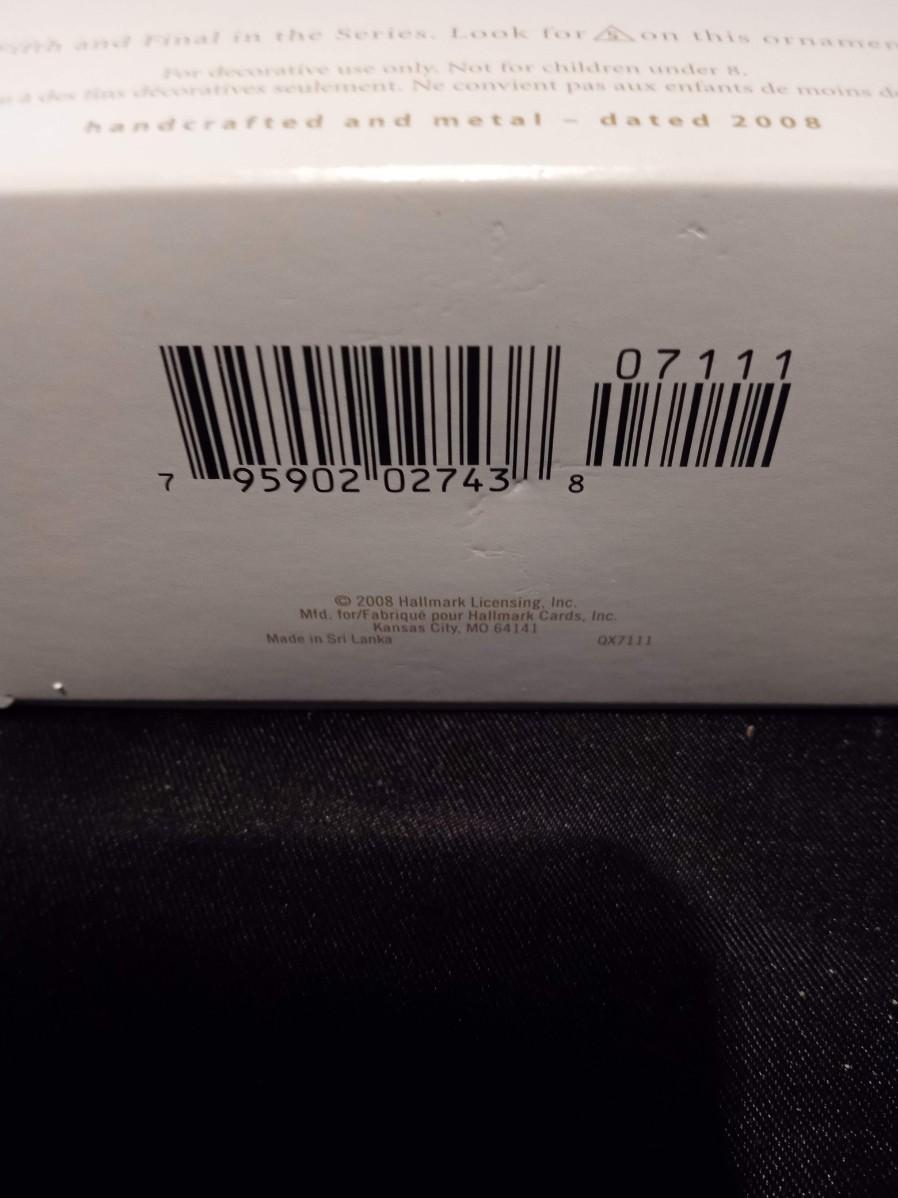 Fifth and Final in the Series. Look for 5 on this
For decorative use only. Not for children under 8.
à des fins décoratives seulement. Ne convient pas aux enfants de moins
handcrafted and metal – dated 2008
07111
7 95902 02743 8
© 2008 Hallmark Licensing, Inc.
Mfd. for/Fabriqué pour Hallmark Cards, Inc.
Kansas City, MO 64141
Made in Sri Lanka QX7111